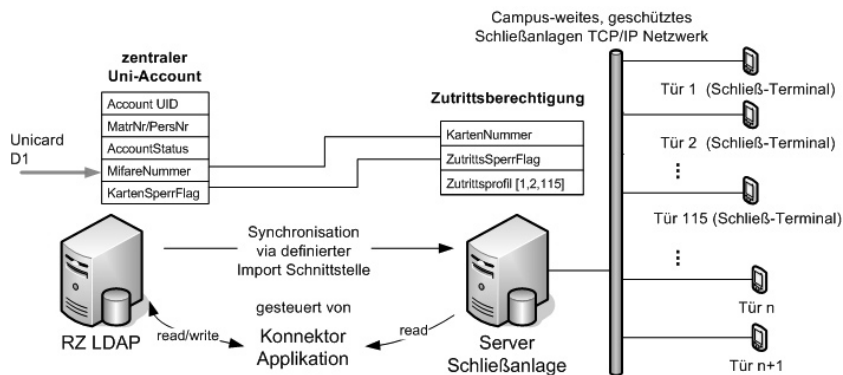 Campus-weites, geschütztes
Schließanlagen TCP/IP Netzwerk
zentraler
Uni-Account
Account UID
MatrNr/PersNr
AccountStatus
MifareNummer
KartenSperrFlag
Unicard
D1
Zutrittsberechtigung
KartenNummer
ZutrittsSperrFlag
Zutrittsprofil [1,2,115]
Tür 1 (Schließ-Terminal)
Tür 2 (Schließ-Terminal)
⋮
Tür 115 (Schließ-Terminal)
⋮
Tür n
Tür n+1
Synchronisation
via definierter
Import Schnittstelle
gesteuert von
Konnektor
Applikation
read/write
read
RZ LDAP
Server
Schließanlage